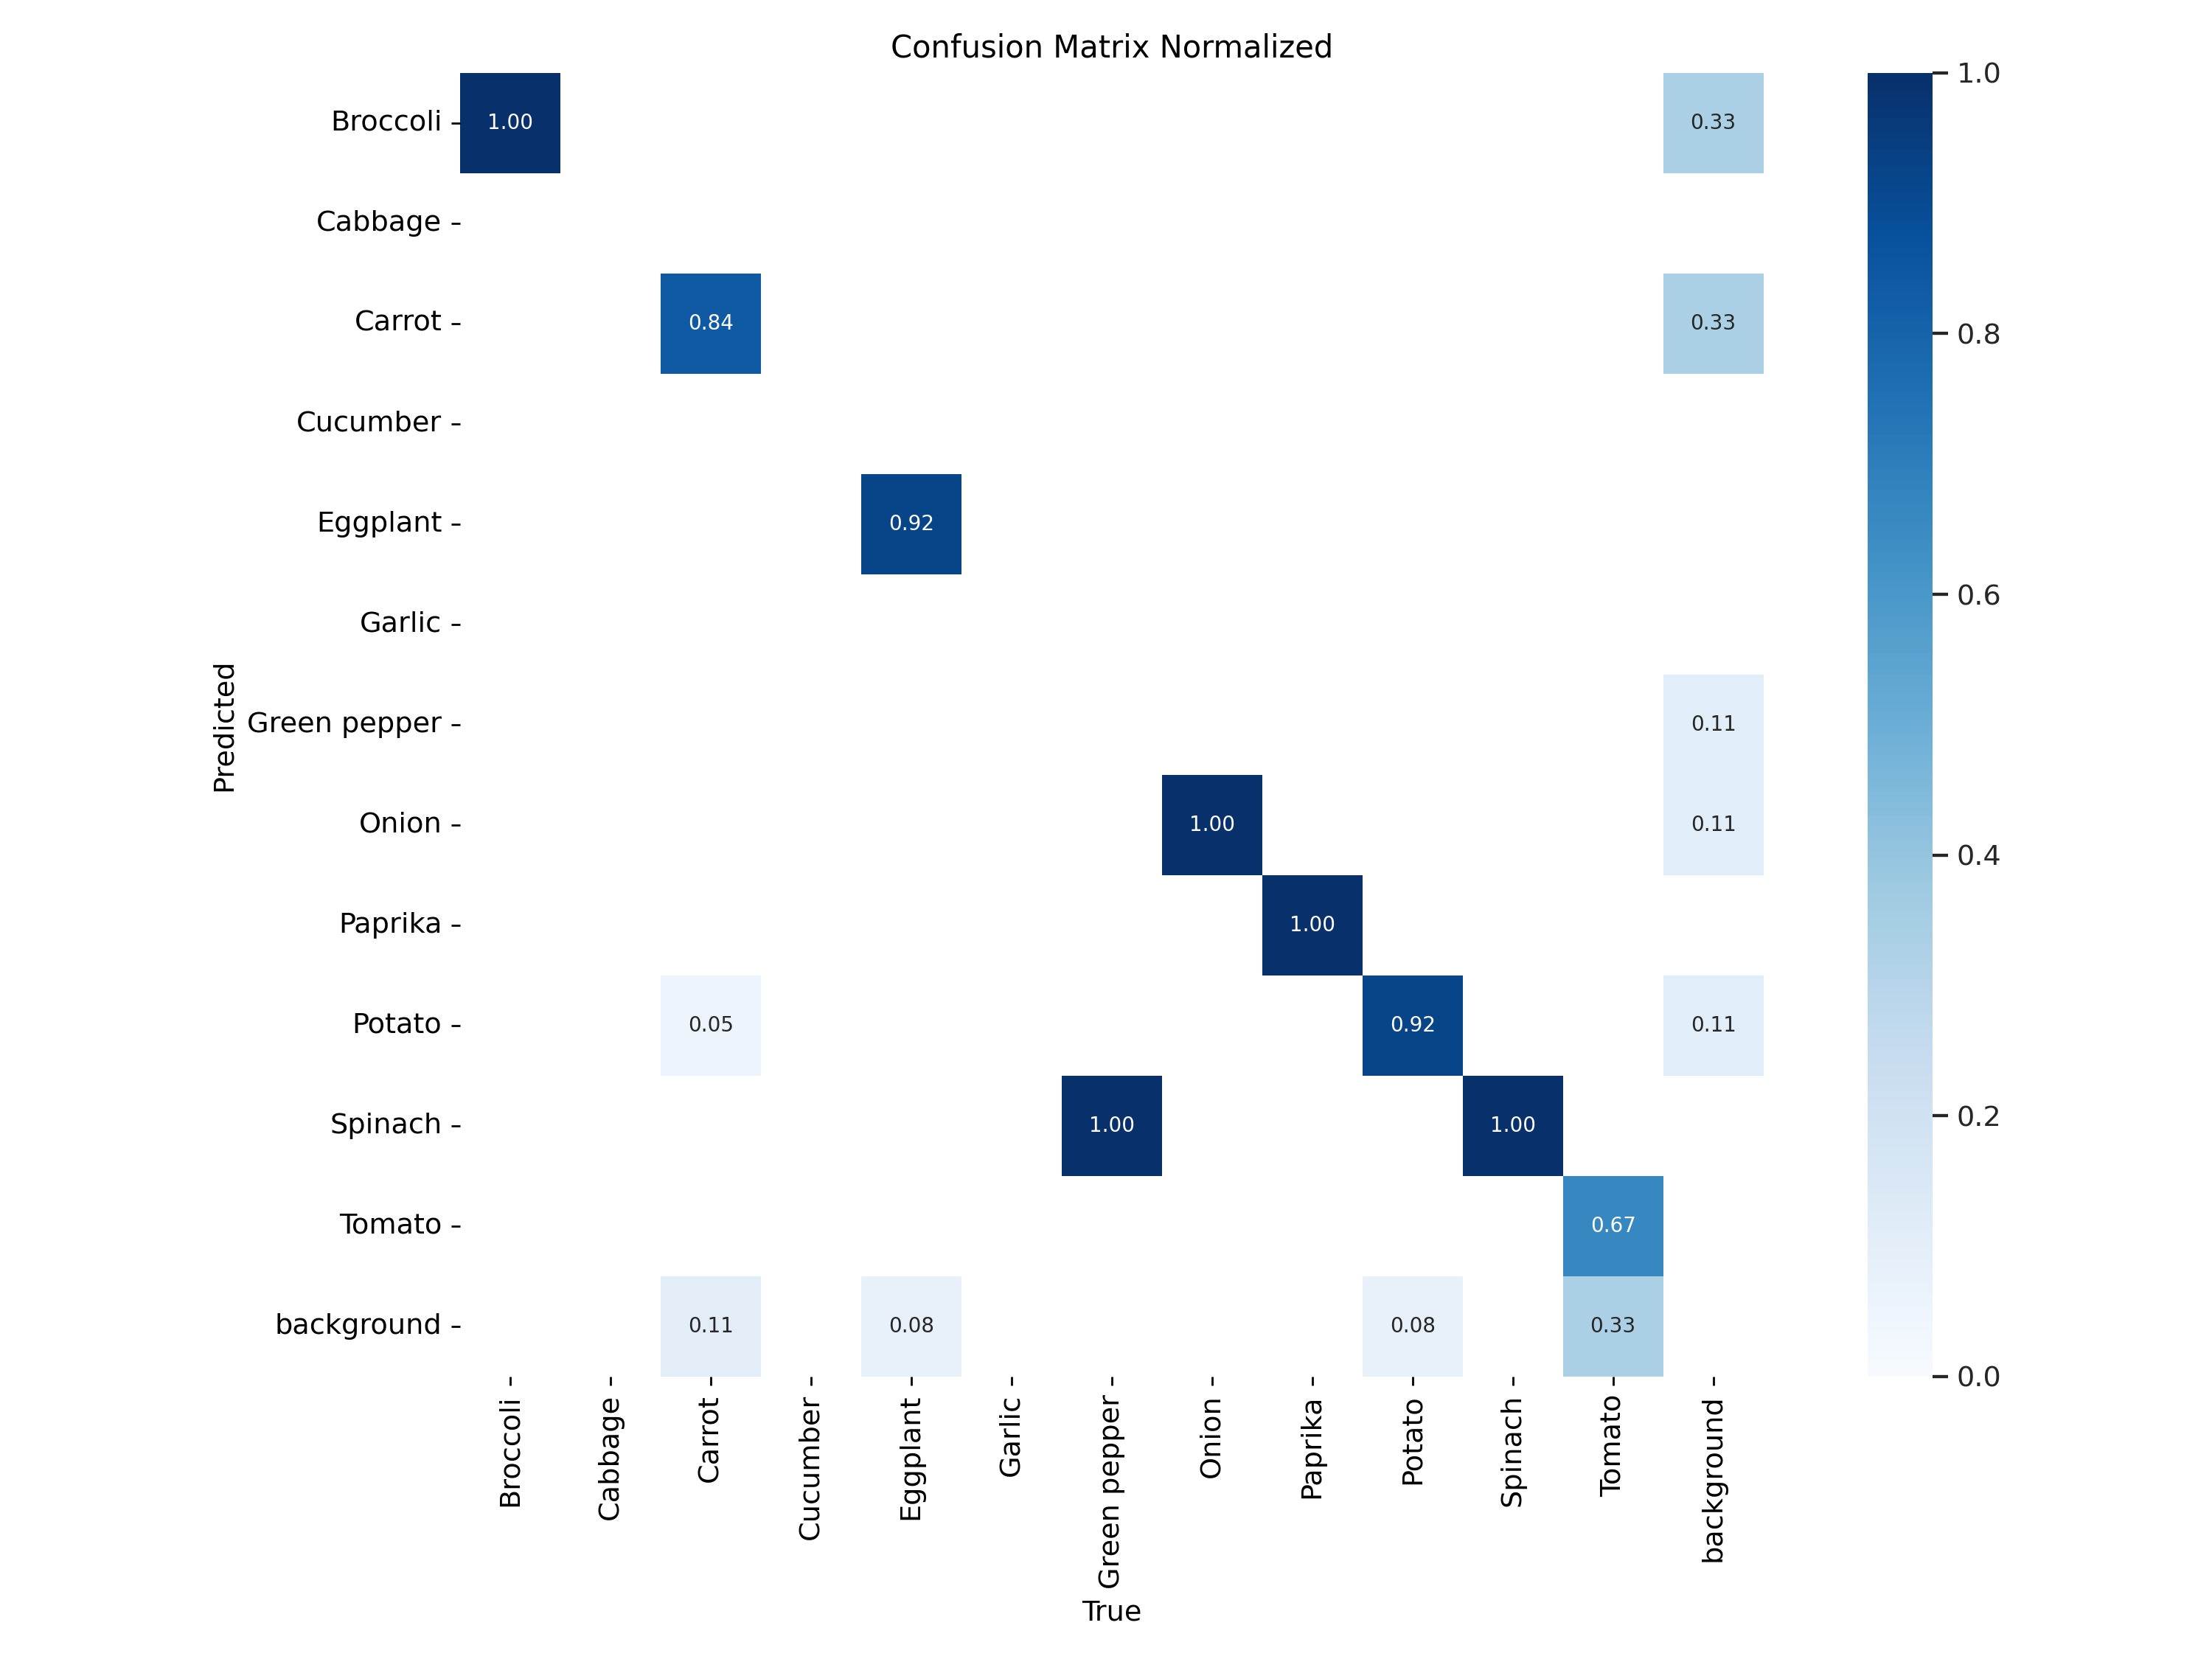 Confusion Matrix Normalized
Broccoli
1.00
0.33
1.0
Cabbage
Carrot
0.84
0.33
0.8
Cucumber
Eggplant
0.92
0.6
Garlic
Predicted
Green pepper
0.11
Onion
1.00
0.11
0.4
Paprika
1.00
Potato
0.05
0.92
0.11
Spinach
1.00
1.00
0.2
Tomato
0.67
background
0.11
0.08
0.08
0.33
0.0
Broccoli
Cabbage
Carrot
Cucumber
Eggplant
Garlic
Green pepper
Onion
Paprika
Potato
Spinach
Tomato
background
True